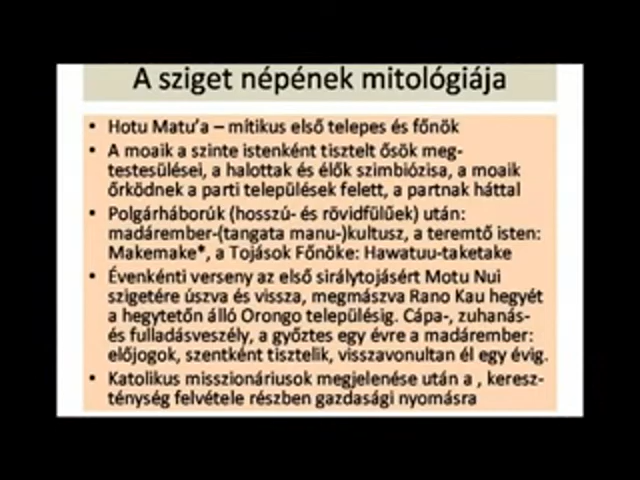 A sziget népének mitológiája
• Hotu Matu'a – mítikus első telepes és főnök
• A moaik a szinte istenként tisztelt ősök meg-
testesülései, a halottak és élők szimbiózisa, a moaik
őrködnek a parti települések felett, a partnak háttal
• Polgárháborúk (hosszú- és rövidfülűek) után:
madárember-(tangata manu-)kultusz, a teremtő isten:
Makemake*, a Tojások Főnöke: Hawatuu-taketake
• Évenkénti verseny az első sirálytojásért Motu Nui
szigetére úszva és vissza, megmászva Rano Kau hegyét
a hegytetőn álló Orongo településig. Cápa-, zuhanás-
és fulladásveszély, a győztes egy évre a madárember:
előjogok, szentként tisztelik, visszavonultan él egy évig.
• Katolikus misszionáriusok megjelenése után a , keresz-
ténység felvétele részben gazdasági nyomásra